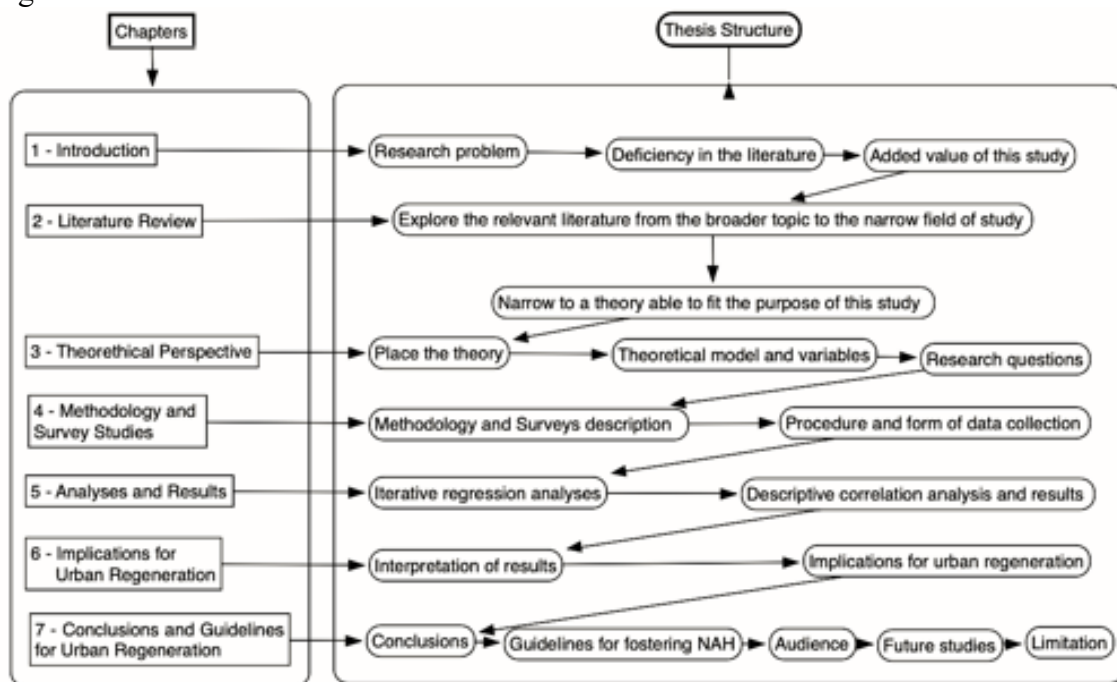 g
Chapters
Thesis Structure
1 - Introduction
Research problem
Deficiency in the literature
Added value of this study
2 - Literature Review
Explore the relevant literature from the broader topic to the narrow field of study
Narrow to a theory able to fit the purpose of this study
3 - Theorethical Perspective
Place the theory
Theoretical model and variables
Research questions
4 - Methodology and
Survey Studies
Methodology and Surveys description
Procedure and form of data collection
5 - Analyses and Results
Iterative regression analyses
Descriptive correlation analysis and results
6 - Implications for
Urban Regeneration
Interpretation of results
Implications for urban regeneration
7 - Conclusions and Guidelines
for Urban Regeneration
Conclusions
Guidelines for fostering NAH
Audience
Future studies
Limitation